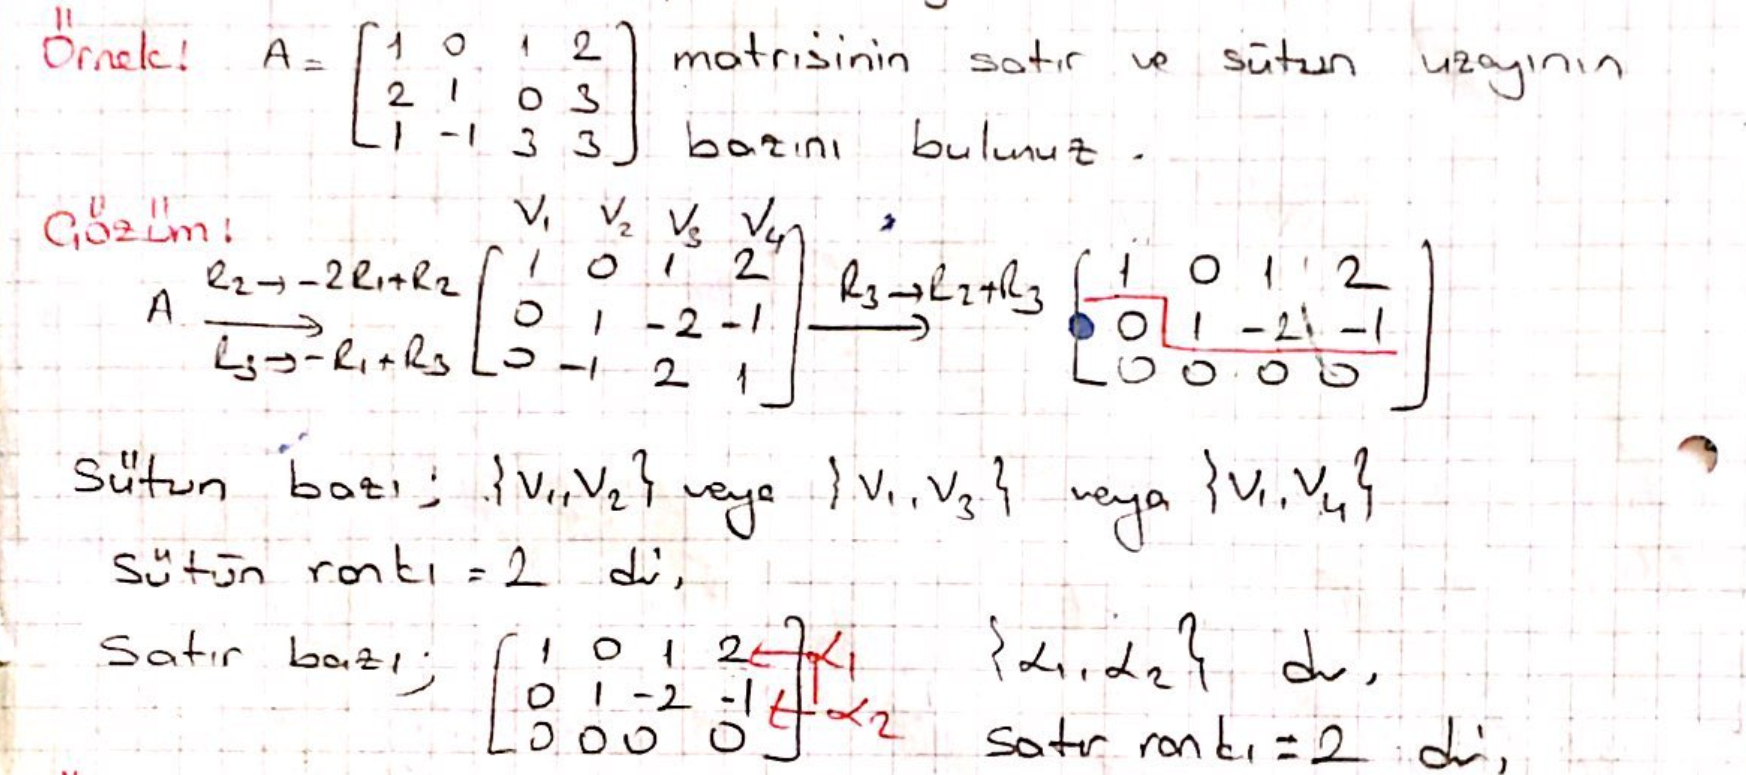 Örnek! A = [1 0 1 2 matrisinin satır ve sütun uzayının
2 1 0 3
1 -1 3 3] bazını bulunuz.
Çözüm!
V₁ V₂ V₃ V₄
A R₂→-2R₁+R₂ [1 0 1 2 R₃→R₂+R₃ [1 0 1 2
0 1 -2 -1 0 1 -2 -1
R₃→-R₁+R₃ 0 -1 2 1] 0 0 0 0]
Sütun bazı; {V₁,V₂} veya {V₁,V₃} veya {V₁,V₄}
Sütün rankı = 2 dir,
Satır bazı; [1 0 1 2 ← α₁ {α₁,α₂} dır,
0 1 -2 -1 ← α₂
0 0 0 0] satır rankı = 2 dir,